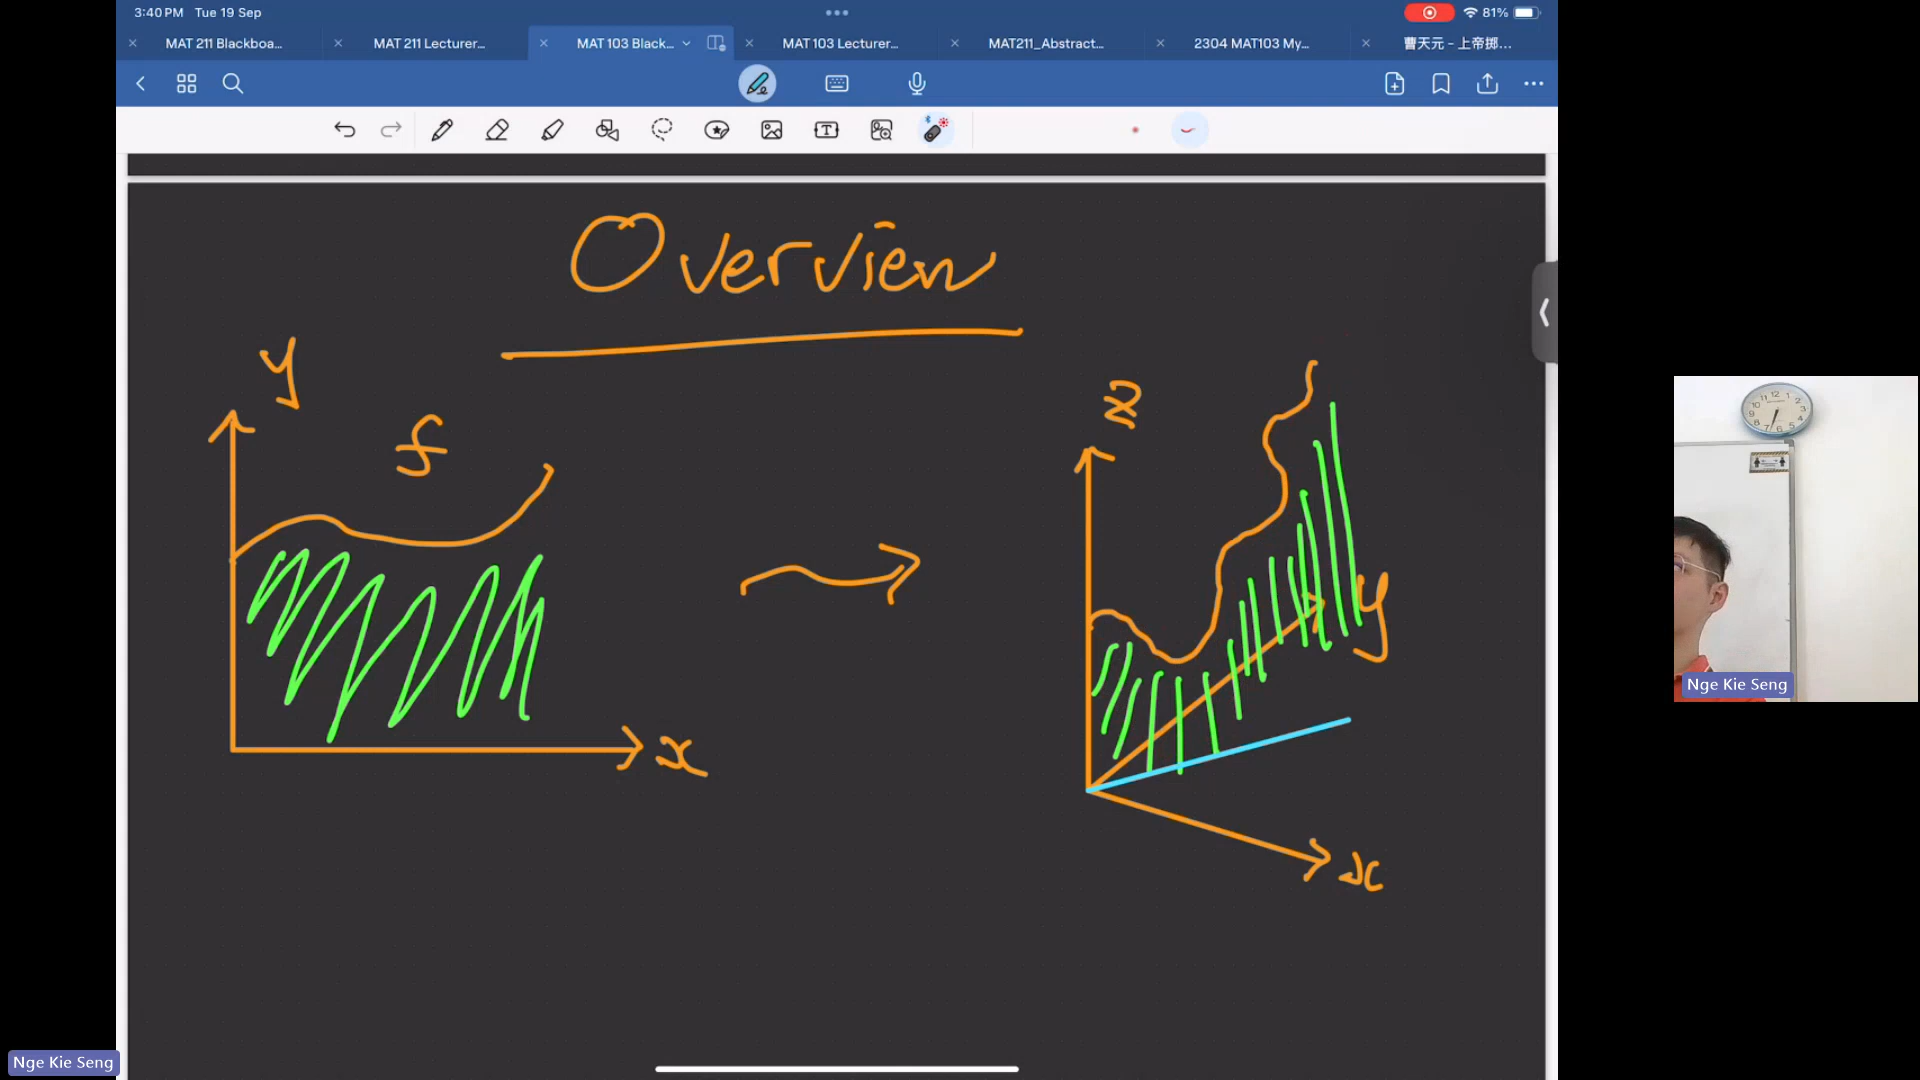 3:40 PM Tue 19 Sep
81%
MAT 211 Blackboa...
MAT 211 Lecturer...
MAT 103 Black...
MAT 103 Lecturer...
MAT211_Abstract...
2304 MAT103 My...
曹天元 - 上帝掷...
Overview
y
f
x
z
y
x
Nge Kie Seng
Nge Kie Seng